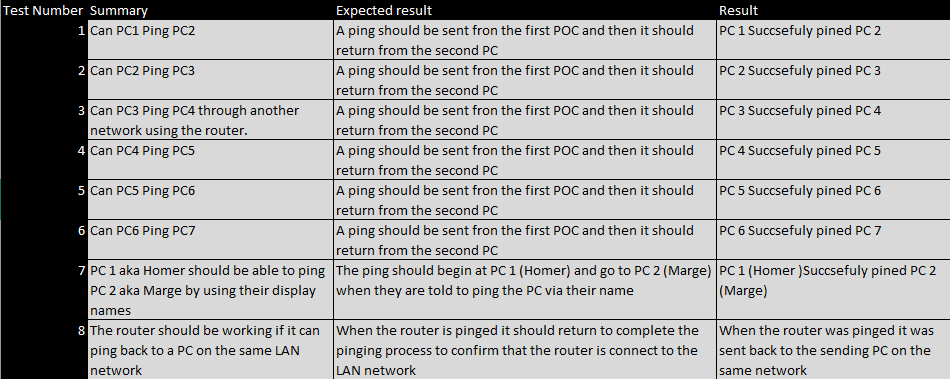 Test Number Summary Expected result Result
1 Can PC1 Ping PC2 A ping should be sent fron the first POC and then it should PC 1 Succsefuly pined PC 2
return from the second PC
2 Can PC2 Ping PC3 A ping should be sent fron the first POC and then it should PC 2 Succsefuly pined PC 3
return from the second PC
3 Can PC3 Ping PC4 through another A ping should be sent fron the first POC and then it should PC 3 Succsefuly pined PC 4
network using the router. return from the second PC
4 Can PC4 Ping PC5 A ping should be sent fron the first POC and then it should PC 4 Succsefuly pined PC 5
return from the second PC
5 Can PC5 Ping PC6 A ping should be sent fron the first POC and then it should PC 5 Succsefuly pined PC 6
return from the second PC
6 Can PC6 Ping PC7 A ping should be sent fron the first POC and then it should PC 6 Succsefuly pined PC 7
return from the second PC
7 PC 1 aka Homer should be able to ping The ping should begin at PC 1 (Homer) and go to PC 2 (Marge) PC 1 (Homer )Succsefuly pined PC 2
PC 2 aka Marge by using their display when they are told to ping the PC via their name (Marge)
names
8 The router should be working if it can When the router is pinged it should return to complete the When the router was pinged it was
ping back to a PC on the same LAN pinging process to confirm that the router is connect to the sent back to the sending PC on the
network LAN network same network